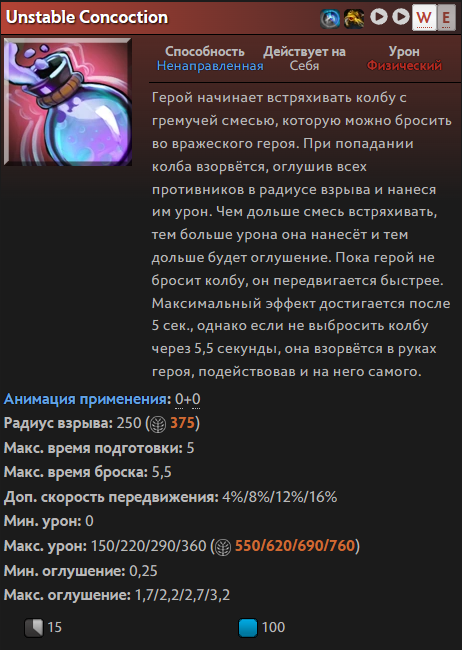 Unstable Concoction W E
Способность Действует на Урон
Ненаправленная Себя Физический
Герой начинает встряхивать колбу с
гремучей смесью, которую можно бросить
во вражеского героя. При попадании
колба взорвётся, оглушив всех
противников в радиусе взрыва и нанеся
им урон. Чем дольше смесь встряхивать,
тем больше урона она нанесёт и тем
дольше будет оглушение. Пока герой не
бросит колбу, он передвигается быстрее.
Максимальный эффект достигается после
5 сек., однако если не выбросить колбу
через 5,5 секунды, она взорвётся в руках
героя, подействовав и на него самого.
Анимация применения: 0+0
Радиус взрыва: 250 (375)
Макс. время подготовки: 5
Макс. время броска: 5,5
Доп. скорость передвижения: 4%/8%/12%/16%
Мин. урон: 0
Макс. урон: 150/220/290/360 (550/620/690/760)
Мин. оглушение: 0,25
Макс. оглушение: 1,7/2,2/2,7/3,2
15 100